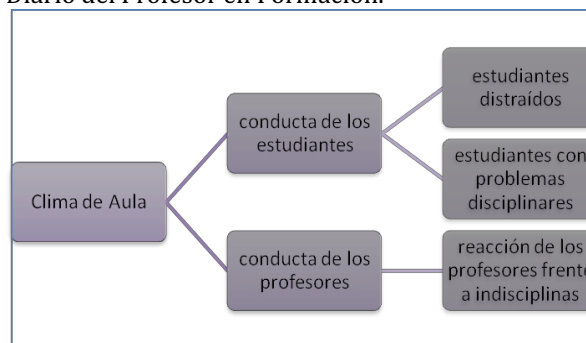 Diario del Profesor en Formación.
estudiantes
distraídos
conducta de los
estudiantes
estudiantes con
problemas
disciplinares
Clima de Aula
conducta de los
profesores
reacción de los
profesores frente
a indisciplinas